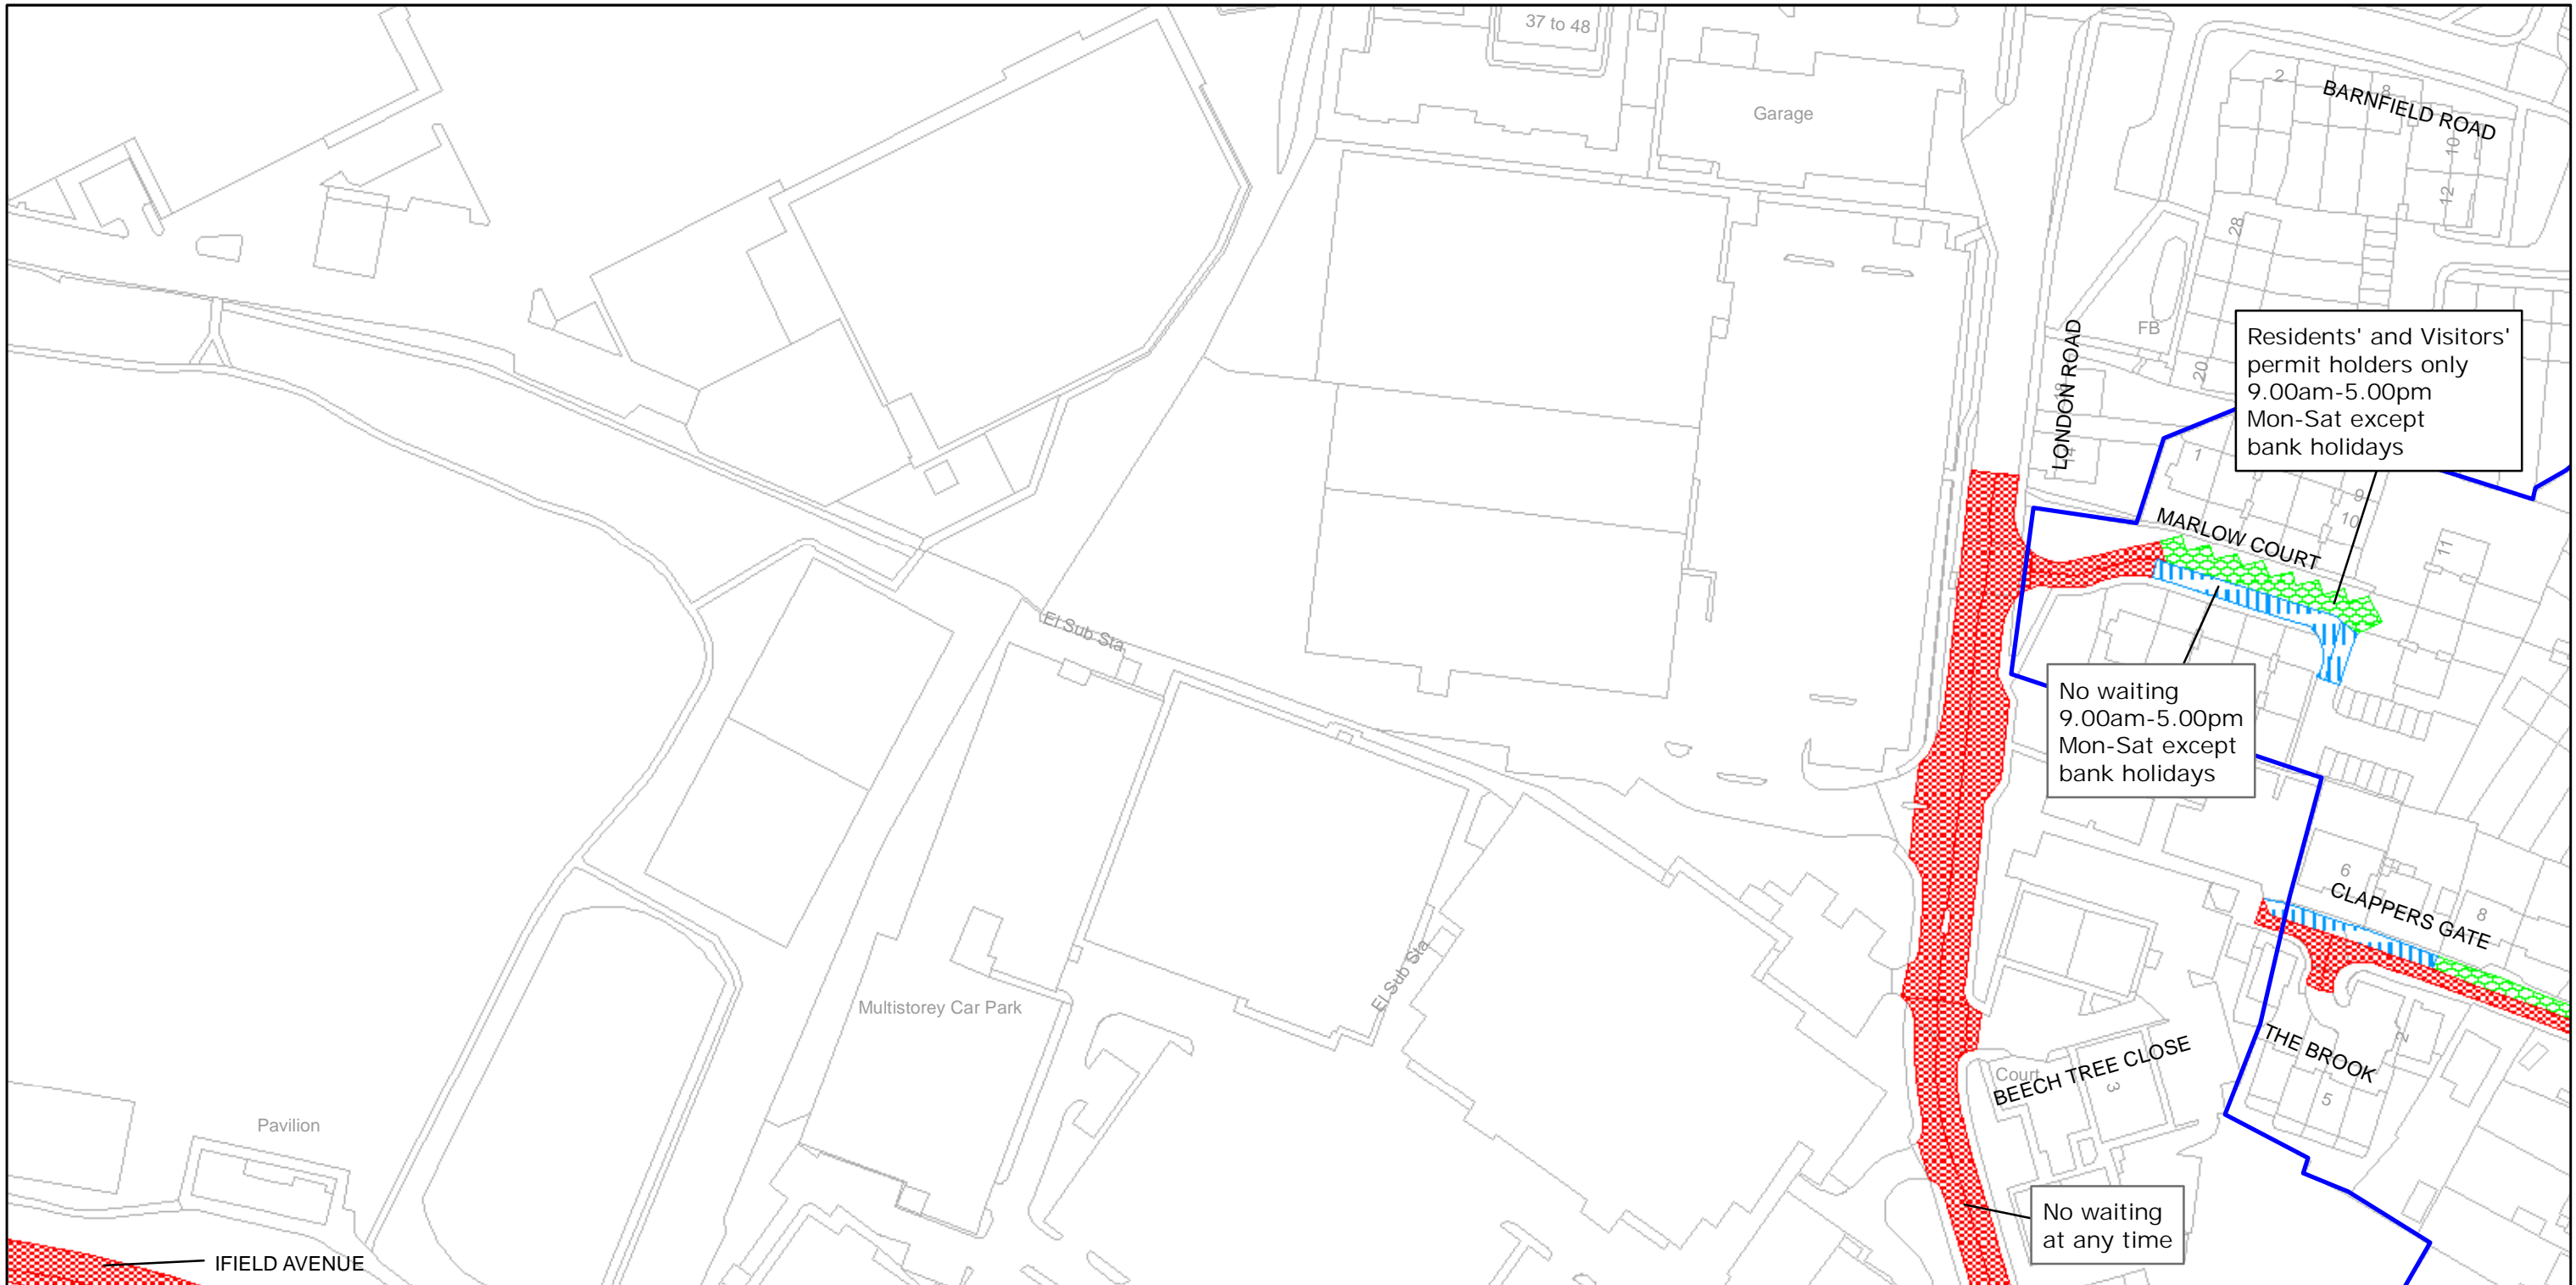 37 to 48
Garage
2
8
BARNFIELD ROAD
10
12
28
FB
20
LONDON ROAD
18
14
Residents' and Visitors'
permit holders only
9.00am-5.00pm
Mon-Sat except
bank holidays
1
9
10
MARLOW COURT
11
El Sub Sta
No waiting
9.00am-5.00pm
Mon-Sat except
bank holidays
6
CLAPPERS GATE
8
El Sub Sta
Multistorey Car Park
THE BROOK
2
5
Court
BEECH TREE CLOSE
3
Pavilion
No waiting
at any time
IFIELD AVENUE